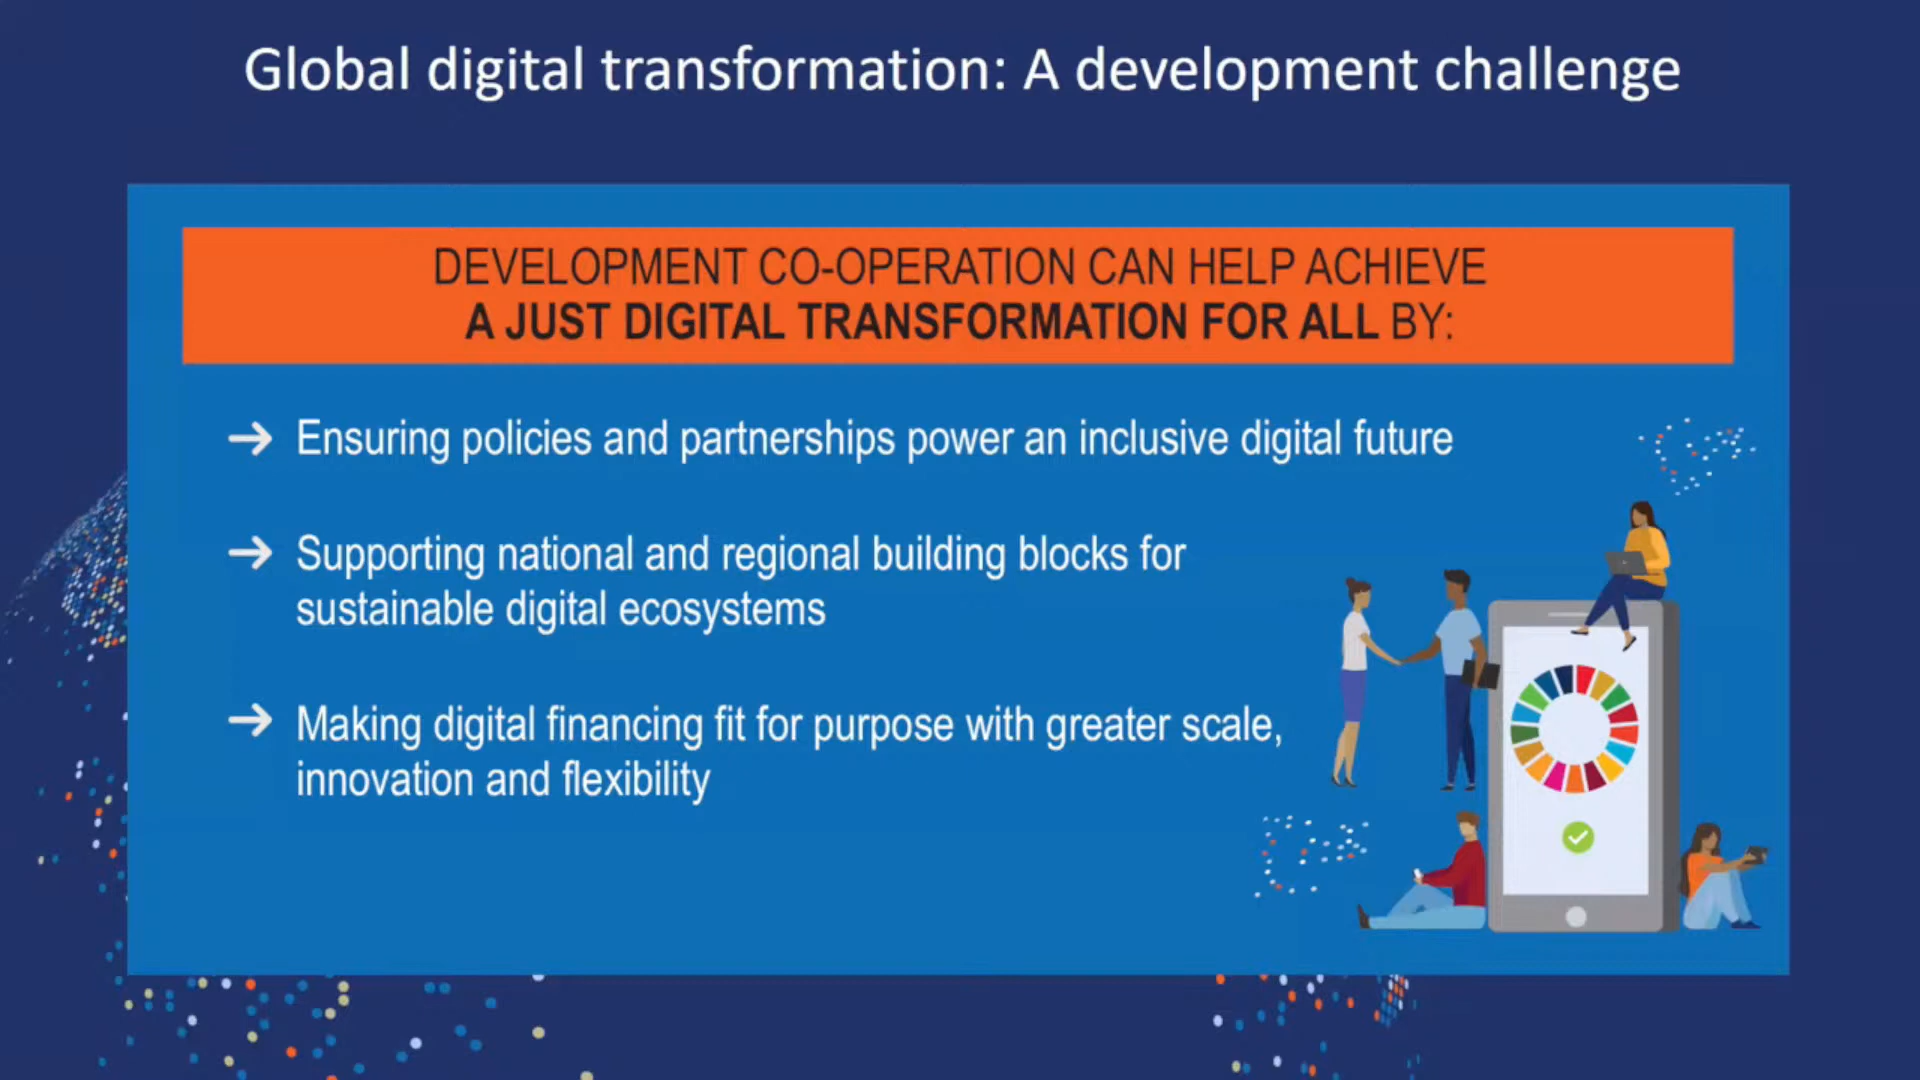 Global digital transformation: A development challenge
DEVELOPMENT CO-OPERATION CAN HELP ACHIEVE
A JUST DIGITAL TRANSFORMATION FOR ALL BY:
→ Ensuring policies and partnerships power an inclusive digital future
→ Supporting national and regional building blocks for
sustainable digital ecosystems
→ Making digital financing fit for purpose with greater scale,
innovation and flexibility